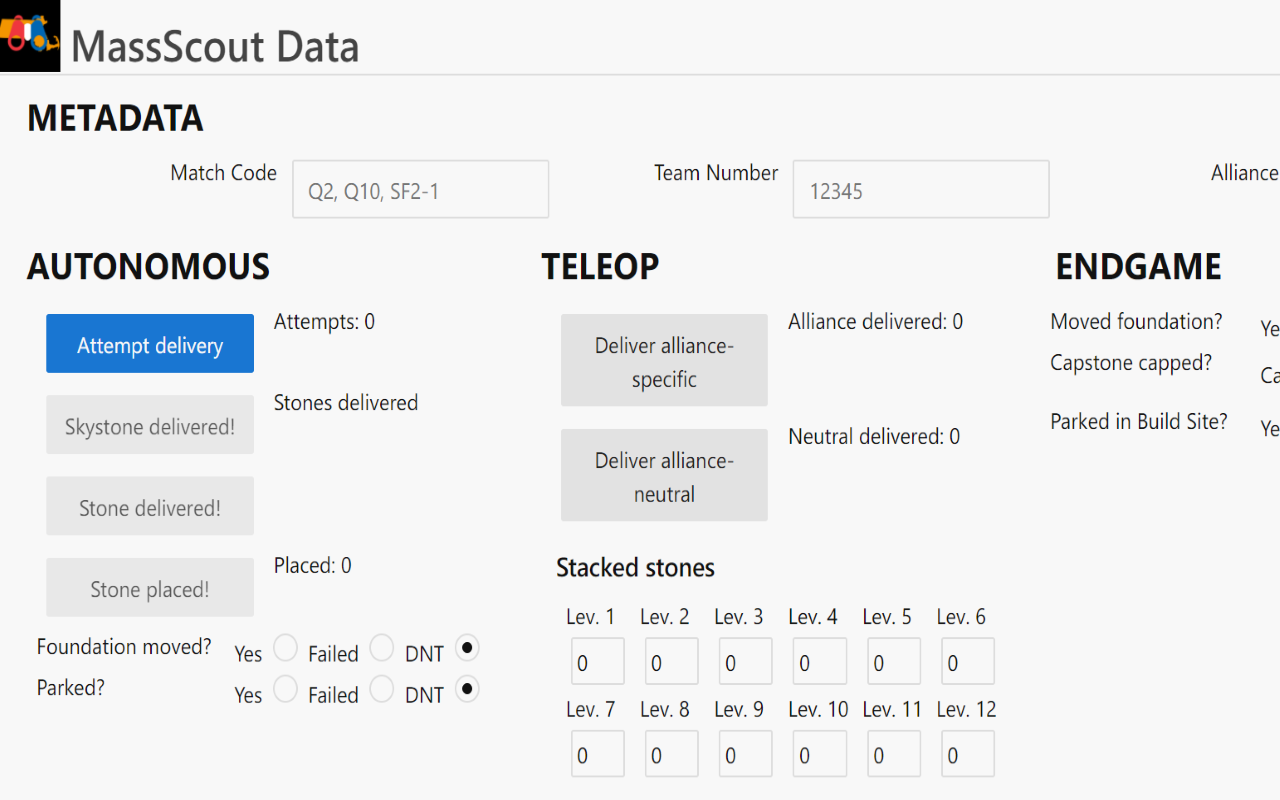 MassScout Data
METADATA
Match Code
Q2, Q10, SF2-1
Team Number
12345
Alliance
AUTONOMOUS
Attempt delivery
Attempts: 0
Skystone delivered!
Stones delivered
Stone delivered!
Stone placed!
Placed: 0
Foundation moved? Yes Failed DNT
Parked? Yes Failed DNT
TELEOP
Deliver alliance-
specific
Alliance delivered: 0
Deliver alliance-
neutral
Neutral delivered: 0
Stacked stones
Lev. 1 Lev. 2 Lev. 3 Lev. 4 Lev. 5 Lev. 6
0 0 0 0 0 0
Lev. 7 Lev. 8 Lev. 9 Lev. 10 Lev. 11 Lev. 12
0 0 0 0 0 0
ENDGAME
Moved foundation?
Capstone capped?
Parked in Build Site?